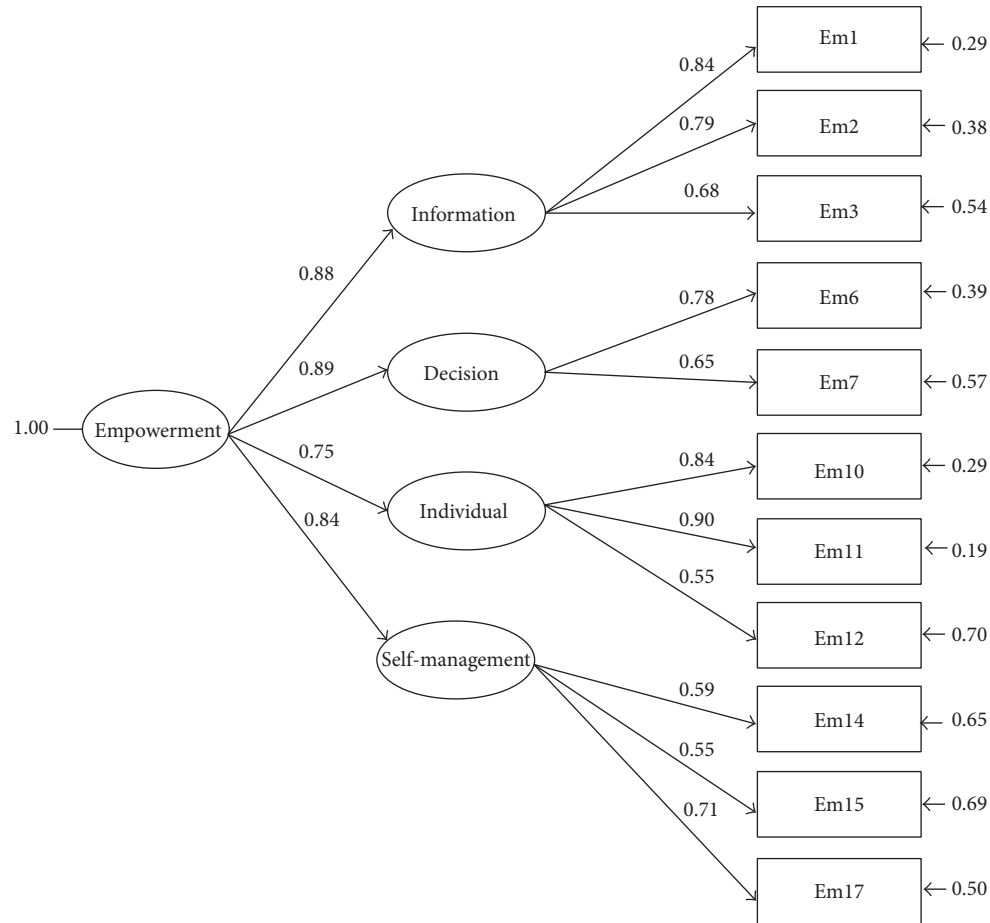 Em1
0.29
0.84
Em2
0.38
0.79
0.68
Em3
0.54
Information
0.88
Em6
0.39
0.78
0.89
Decision
0.65
Em7
0.57
1.00
Empowerment
0.75
0.84
Em10
0.29
Individual
0.84
0.90
Em11
0.19
0.55
Em12
0.70
Self-management
0.59
Em14
0.65
0.55
Em15
0.69
0.71
Em17
0.50